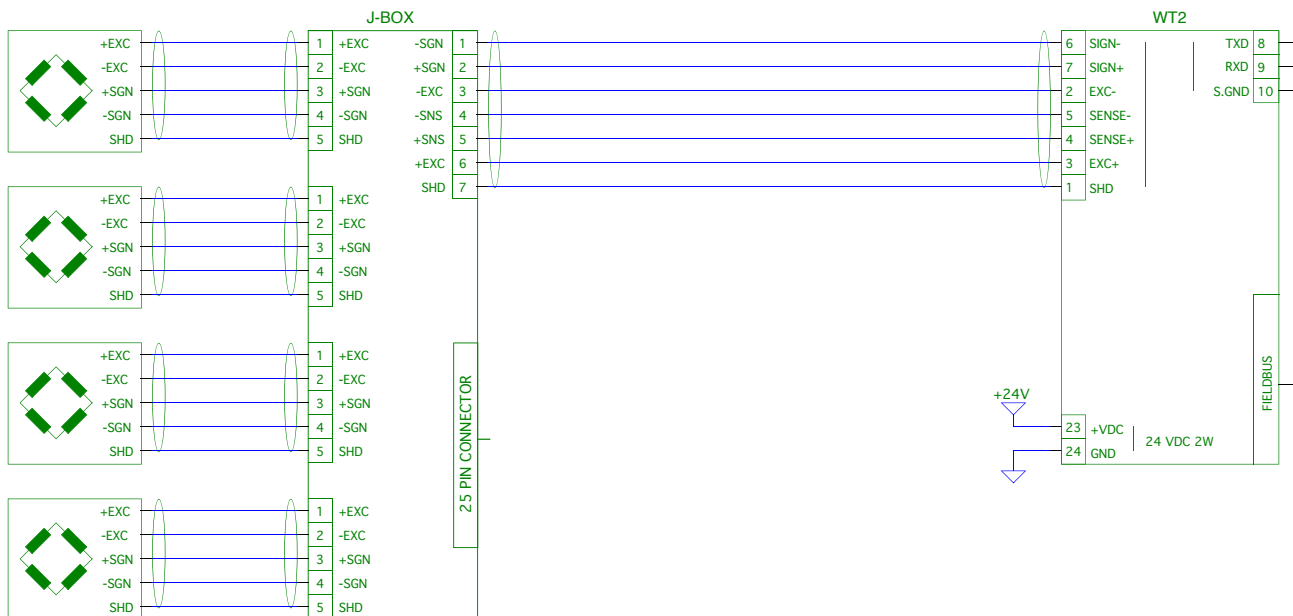 J-BOX
WT2
+EXC 1 +EXC -SGN 1 6 SIGN- TXD 8
-EXC 2 -EXC +SGN 2 7 SIGN+ RXD 9
+SGN 3 +SGN -EXC 3 2 EXC- S.GND 10
-SGN 4 -SGN -SNS 4 5 SENSE-
SHD 5 SHD +SNS 5 4 SENSE+
+EXC 6 3 EXC+
SHD 7 1 SHD
+EXC 1 +EXC
-EXC 2 -EXC
+SGN 3 +SGN
-SGN 4 -SGN
SHD 5 SHD
+EXC 1 +EXC
-EXC 2 -EXC
+SGN 3 +SGN
-SGN 4 -SGN
SHD 5 SHD
25 PIN CONNECTOR
FIELDBUS
+24V
23 +VDC
24 VDC 2W
24 GND
+EXC 1 +EXC
-EXC 2 -EXC
+SGN 3 +SGN
-SGN 4 -SGN
SHD 5 SHD